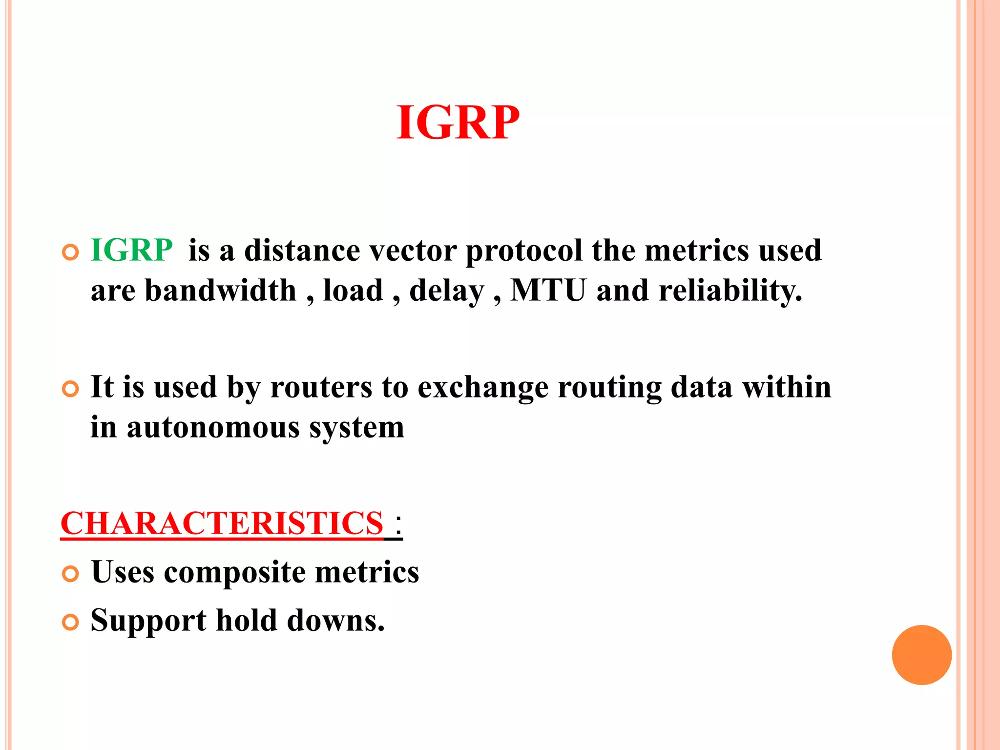 IGRP
IGRP is a distance vector protocol the metrics used
are bandwidth , load , delay , MTU and reliability.
It is used by routers to exchange routing data within
in autonomous system
CHARACTERISTICS :
Uses composite metrics
Support hold downs.